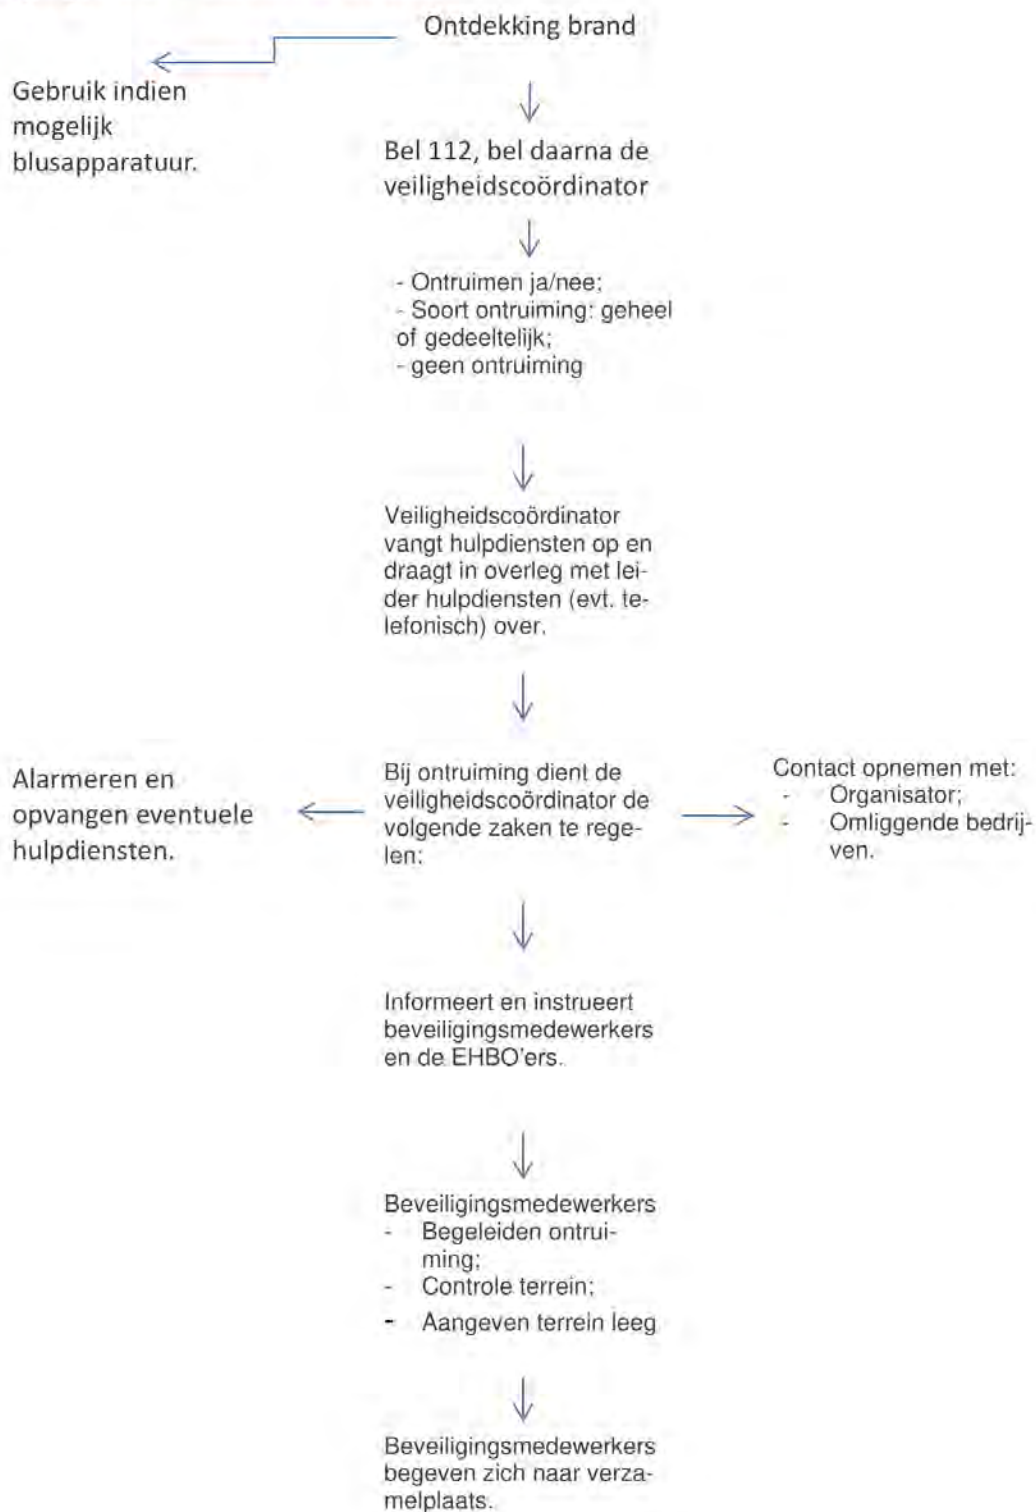 Ontdekking brand
Gebruik indien
mogelijk
blusapparatuur.
Bel 112, bel daarna de
veiligheidscoördinator
- Ontruimen ja/nee;
- Soort ontruiming: geheel
of gedeeltelijk;
- geen ontruiming
Veiligheidscoördinator
vangt hulpdiensten op en
draagt in overleg met lei-
der hulpdiensten (evt. te-
lefonisch) over.
Alarmeren en
opvangen eventuele
hulpdiensten.
Bij ontruiming dient de
veiligheidscoördinator de
volgende zaken te rege-
len:
Contact opnemen met:
- Organisator;
- Omliggende bedrij-
ven.
Informeert en instrueert
beveiligingsmedewerkers
en de EHBO'ers.
Beveiligingsmedewerkers
- Begeleiden ontrui-
ming;
- Controle terrein;
- Aangeven terrein leeg
Beveiligingsmedewerkers
begeven zich naar verza-
melplaats.